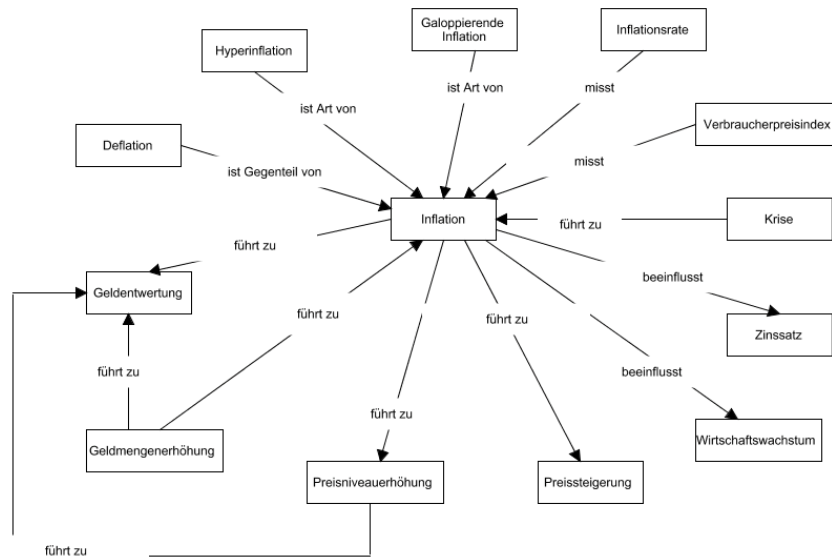 Galoppierende
Inflation
Inflationsrate
Hyperinflation
ist Art von
misst
ist Art von
Verbraucherpreisindex
Deflation
misst
ist Gegenteil von
Inflation
führt zu
Krise
führt zu
beeinflusst
Geldentwertung
führt zu
führt zu
Zinssatz
führt zu
beeinflusst
führt zu
Wirtschaftswachstum
Geldmengenerhöhung
Preisniveauerhöhung
Preissteigerung
führt zu